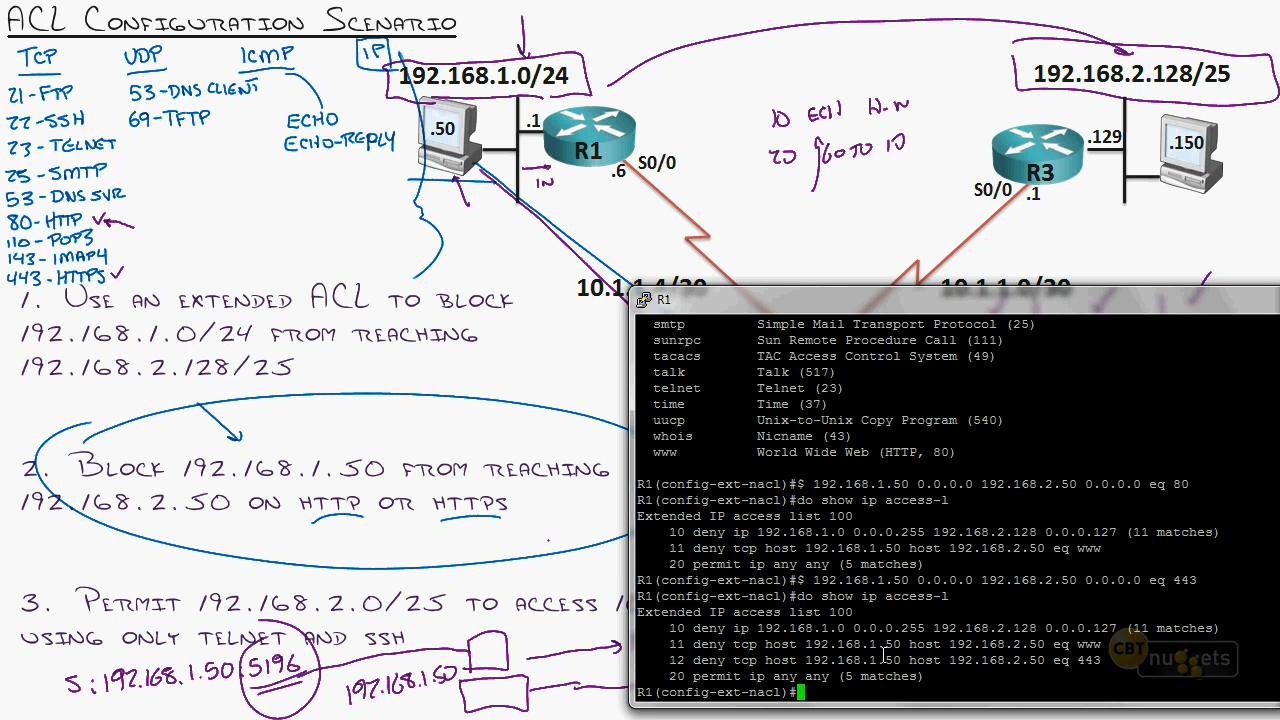 ACL CONFIGURATION SCENARIO
TCP UDP ICMP IP
21-FTP
22-SSH
23-TELNET
25-SMTP
53-DNS SVR
80-HTTP
110-POP3
143-IMAP4
443-HTTPS
53-DNS CLIENT
69-TFTP
ECHO
ECHO-REPLY
192.168.1.0/24
.50
.1
R1
S0/0
.6
IN
10 ECH
20 GOTO 10
192.168.2.128/25
.129
.150
R3
S0/0
.1
1. USE AN EXTENDED ACL TO BLOCK
192.168.1.0/24 FROM REACHING
192.168.2.128/25
2. BLOCK 192.168.1.50 FROM REACHING
192.168.2.50 ON HTTP OR HTTPS
3. PERMIT 192.168.2.0/25 TO ACCESS
USING ONLY TELNET AND SSH
S:192.168.1.50:5196
192.168.1.50
R1
smtp Simple Mail Transport Protocol (25)
sunrpc Sun Remote Procedure Call (111)
tacacs TAC Access Control System (49)
talk Talk (517)
telnet Telnet (23)
time Time (37)
uucp Unix-to-Unix Copy Program (540)
whois Nicname (43)
www World Wide Web (HTTP, 80)
R1(config-ext-nacl)#$ 192.168.1.50 0.0.0.0 192.168.2.50 0.0.0.0 eq 80
R1(config-ext-nacl)#do show ip access-l
Extended IP access list 100
10 deny ip 192.168.1.0 0.0.0.255 192.168.2.128 0.0.0.127 (11 matches)
11 deny tcp host 192.168.1.50 host 192.168.2.50 eq www
20 permit ip any any (5 matches)
R1(config-ext-nacl)#$ 192.168.1.50 0.0.0.0 192.168.2.50 0.0.0.0 eq 443
R1(config-ext-nacl)#do show ip access-l
Extended IP access list 100
10 deny ip 192.168.1.0 0.0.0.255 192.168.2.128 0.0.0.127 (11 matches)
11 deny tcp host 192.168.1.50 host 192.168.2.50 eq www
12 deny tcp host 192.168.1.50 host 192.168.2.50 eq 443
20 permit ip any any (5 matches)
R1(config-ext-nacl)#
CBT nuggets